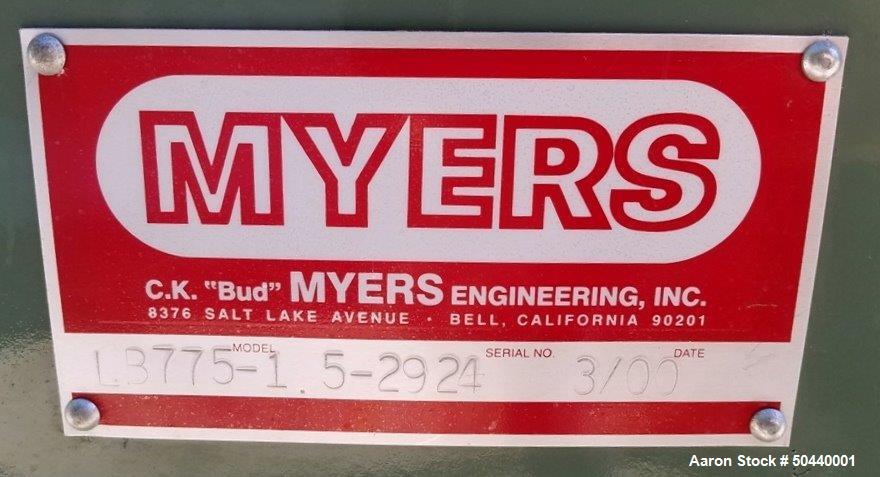 MYERS
C.K. "Bud" MYERS ENGINEERING, INC.
8376 SALT LAKE AVENUE · BELL, CALIFORNIA 90201
MODEL SERIAL NO. DATE
LB775-1.5-2924 3/00
Aaron Stock # 50440001